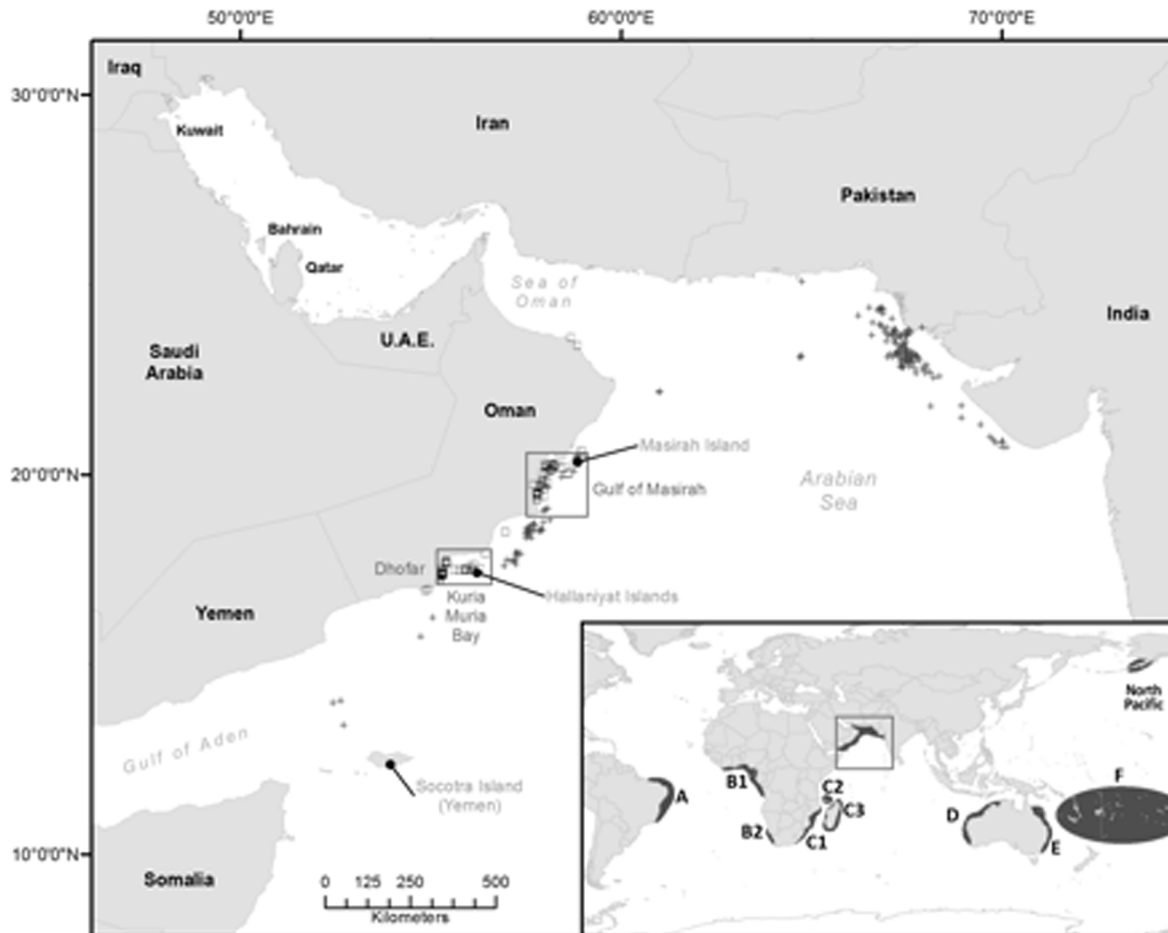 50°0'0"E 60°0'0"E 70°0'0"E
Iraq
30°0'0"N
Kuwait
Iran
Pakistan
Bahrain
Qatar
Sea of
Oman
India
U.A.E.
Saudi
Arabia
Oman
Masirah Island
20°0'0"N
Arabian
Sea
Gulf of Masirah
Dhofar
Hallaniyat Islands
Kuria
Muria
Bay
Yemen
Gulf of Aden
Socotra Island
(Yemen)
10°0'0"N
Somalia
0 125 250 500
Kilometers
North
Pacific
A
B1
B2
C2
C3
C1
D
E
F